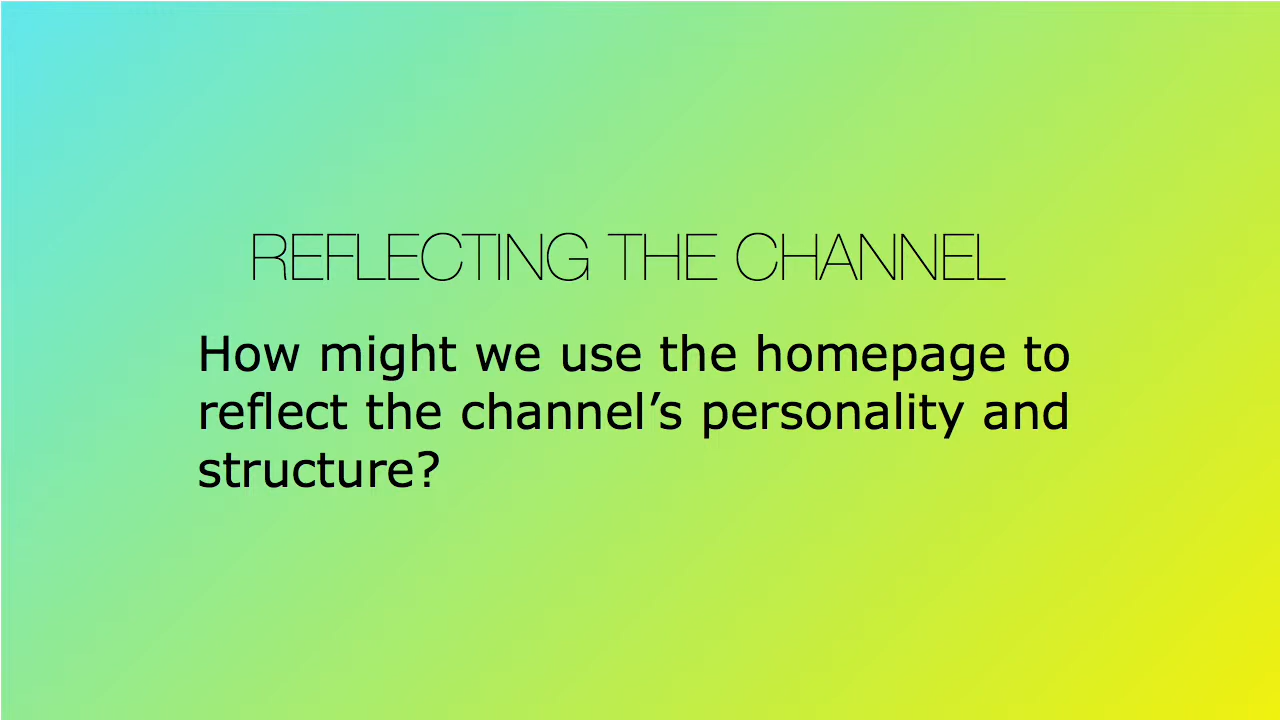 REFLECTING THE CHANNEL
How might we use the homepage to
reflect the channel’s personality and
structure?